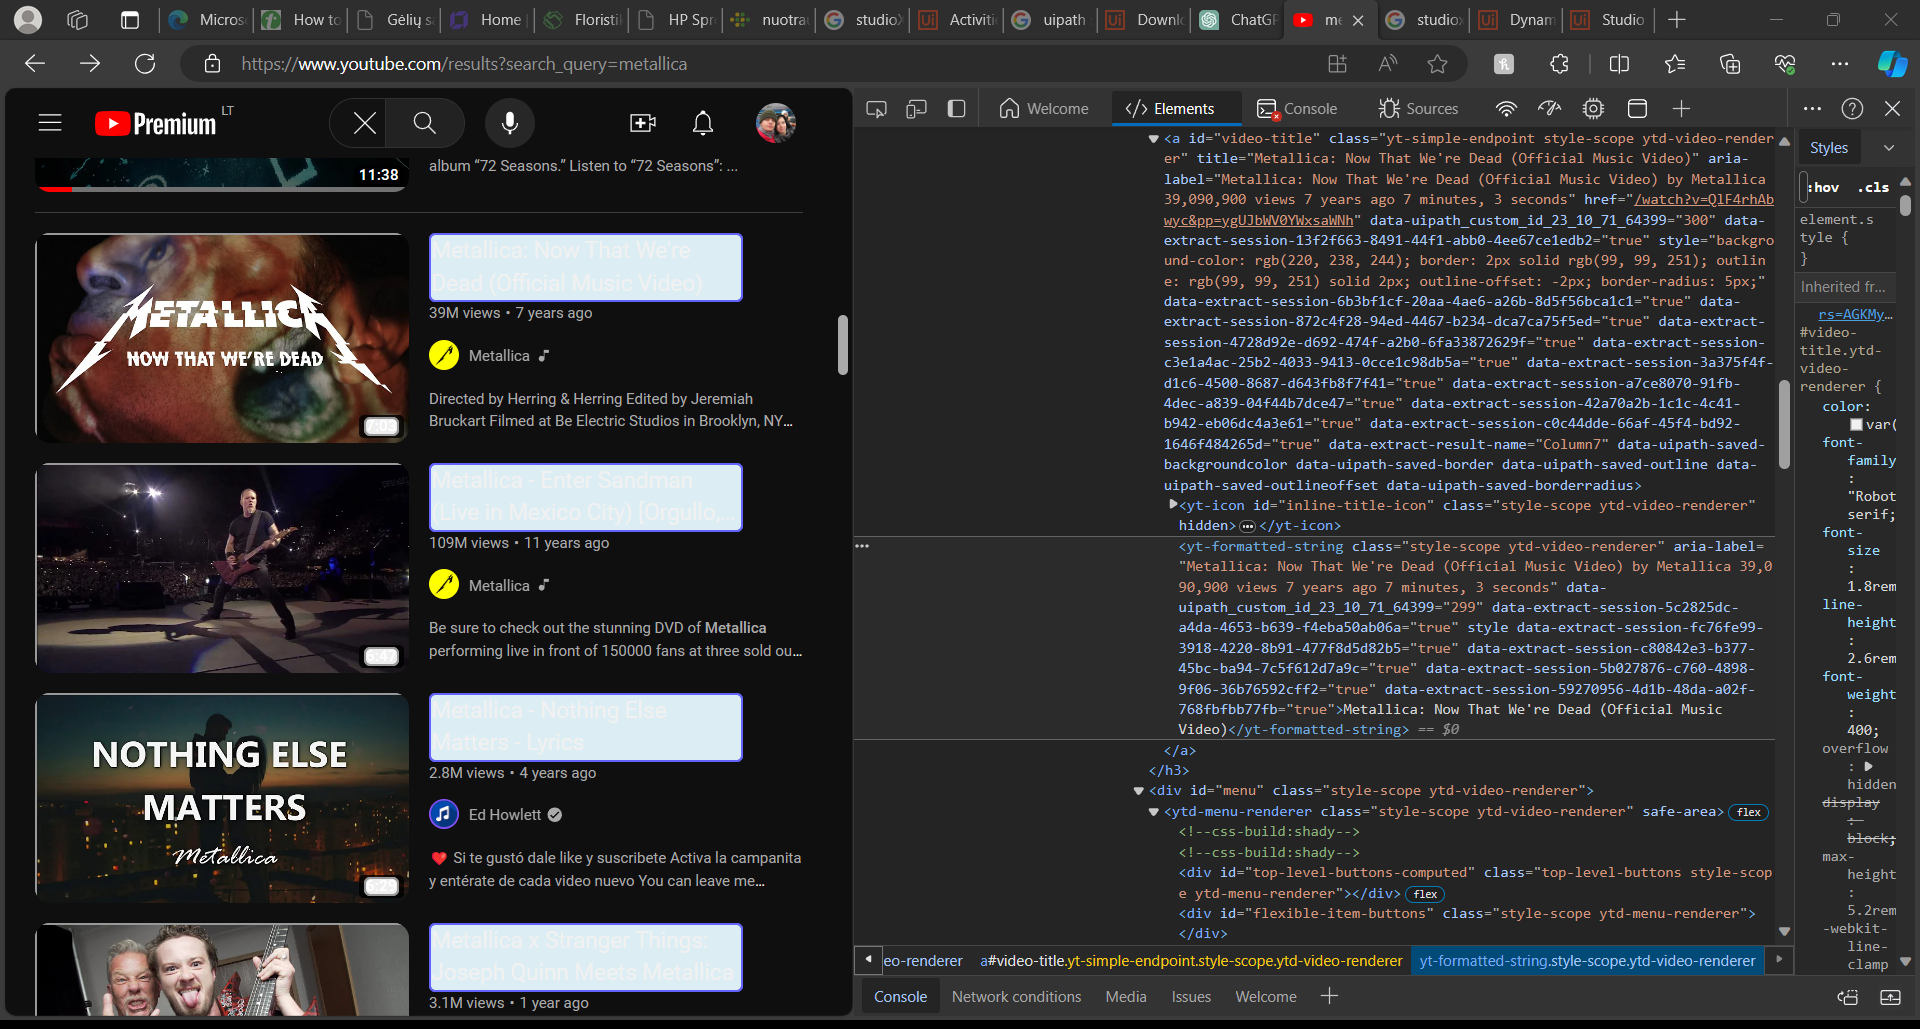 Micros
How to
Gėlių s
Home
Floristi
HP Spr
nuotra
studioX
Activiti
uipath
Downl
ChatGP
me
studiox
Dynam
Studio
https://www.youtube.com/results?search_query=metallica
Premium LT
11:38
album “72 Seasons.” Listen to “72 Seasons”: ...
METALLICA
NOW THAT WE'RE DEAD
7:03
Metallica: Now That We're
Dead (Official Music Video)
39M views • 7 years ago
Metallica
Directed by Herring & Herring Edited by Jeremiah
Bruckart Filmed at Be Electric Studios in Brooklyn, NY...
6:47
Metallica - Enter Sandman
(Live in Mexico City) [Orgullo,...
109M views • 11 years ago
Metallica
Be sure to check out the stunning DVD of Metallica
performing live in front of 150000 fans at three sold ou...
NOTHING ELSE
MATTERS
Metallica
6:29
Metallica - Nothing Else
Matters - Lyrics
2.8M views • 4 years ago
Ed Howlett
Si te gustó dale like y suscribete Activa la campanita
y entérate de cada video nuevo You can leave me...
Metallica x Stranger Things:
Joseph Quinn Meets Metallica
3.1M views • 1 year ago
Welcome
</> Elements
Console
Sources
<a id="video-title" class="yt-simple-endpoint style-scope ytd-video-render
er" title="Metallica: Now That We're Dead (Official Music Video)" aria-
label="Metallica: Now That We're Dead (Official Music Video) by Metallica
39,090,900 views 7 years ago 7 minutes, 3 seconds" href="/watch?v=QlF4rhAb
wyc&pp=ygUJbWV0YWxsaWNh" data-uipath_custom_id_23_10_71_64399="300" data-
extract-session-13f2f663-8491-44f1-abb0-4ee67ce1edb2="true" style="backgro
und-color: rgb(220, 238, 244); border: 2px solid rgb(99, 99, 251); outlin
e: rgb(99, 99, 251) solid 2px; outline-offset: -2px; border-radius: 5px;"
data-extract-session-6b3bf1cf-20aa-4ae6-a26b-8d5f56bca1c1="true" data-
extract-session-872c4f28-94ed-4467-b234-dca7ca75f5ed="true" data-extract-
session-4728d92e-d692-474f-a2b0-6fa33872629f="true" data-extract-session-
c3e1a4ac-25b2-4033-9413-0cce1c98db5a="true" data-extract-session-3a375f4f-
d1c6-4500-8687-d643fb8f7f41="true" data-extract-session-a7ce8070-91fb-
4dec-a839-04f44b7dce47="true" data-extract-session-42a70a2b-1c1c-4c41-
b942-eb06dc4a3e61="true" data-extract-session-c0c44dde-66af-45f4-bd92-
1646f484265d="true" data-extract-result-name="Column7" data-uipath-saved-
backgroundcolor data-uipath-saved-border data-uipath-saved-outline data-
uipath-saved-outlineoffset data-uipath-saved-borderradius>
<yt-icon id="inline-title-icon" class="style-scope ytd-video-renderer"
hidden>…</yt-icon>
<yt-formatted-string class="style-scope ytd-video-renderer" aria-label=
"Metallica: Now That We're Dead (Official Music Video) by Metallica 39,0
90,900 views 7 years ago 7 minutes, 3 seconds" data-
uipath_custom_id_23_10_71_64399="299" data-extract-session-5c2825dc-
a4da-4653-b639-f4eba50ab06a="true" style data-extract-session-fc76fe99-
3918-4220-8b91-477f8d5d82b5="true" data-extract-session-c80842e3-b377-
45bc-ba94-7c5f612d7a9c="true" data-extract-session-5b027876-c760-4898-
9f06-36b76592cff2="true" data-extract-session-59270956-4d1b-48da-a02f-
768fbfbb77fb="true">Metallica: Now That We're Dead (Official Music
Video)</yt-formatted-string> == $0
</a>
</h3>
<div id="menu" class="style-scope ytd-video-renderer">
<ytd-menu-renderer class="style-scope ytd-video-renderer" safe-area> flex
<!--css-build:shady-->
<!--css-build:shady-->
<div id="top-level-buttons-computed" class="top-level-buttons style-scop
e ytd-menu-renderer"></div> flex
<div id="flexible-item-buttons" class="style-scope ytd-menu-renderer">
</div>
eo-renderer a#video-title.yt-simple-endpoint.style-scope.ytd-video-renderer yt-formatted-string.style-scope.ytd-video-renderer
Console
Network conditions
Media
Issues
Welcome
Styles
:hov .cls
element.s
tyle {
}
Inherited fr...
rs=AGKMy…
#video-
title.ytd-
video-
renderer {
color:
var(
font-
family
:
"Robot
serif;
font-
size
:
1.8rem
line-
height
:
2.6rem
font-
weight
:
400;
overflow
:
hidden
display
:
block;
max-
height
:
5.2rem
-webkit-
line-
clamp